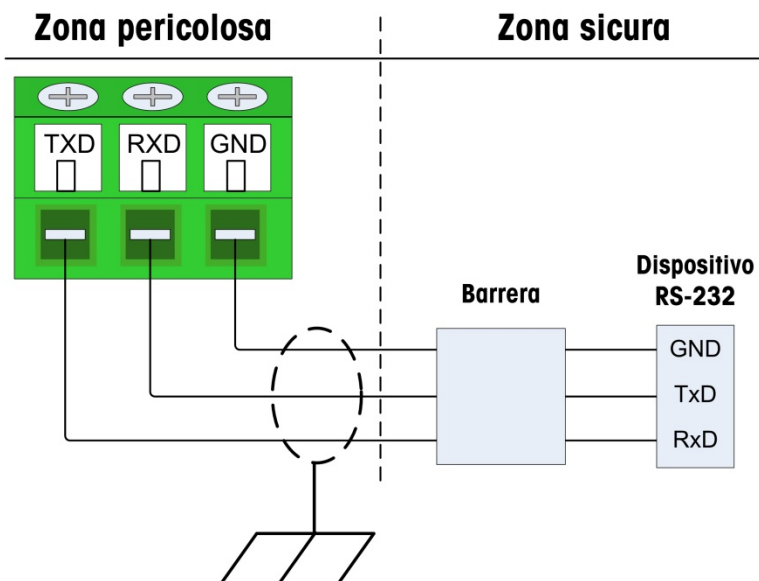 Zona pericolosa
Zona sicura
TXD RXD GND
Barrera
Dispositivo
RS-232
GND
TxD
RxD